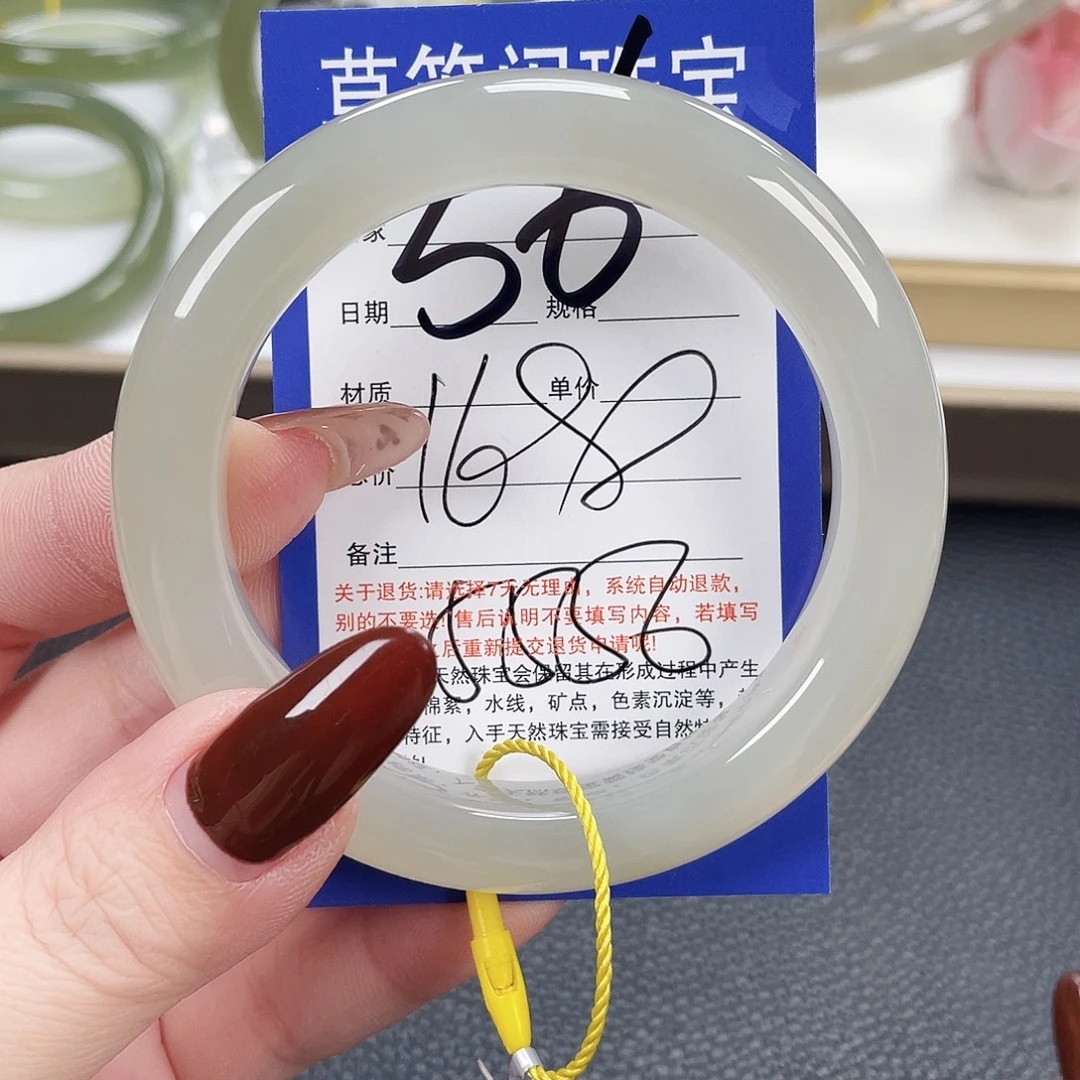 珠宝
56
日期 规格
材质 单价
1688
备注
关于退货:请选择7天无理由，系统自动退款，
别的不要选!售后说明不要填写内容，若填写
后重新提交退货申请呢!
天然珠宝会保留其在形成过程中产生
棉絮，水线，矿点，色素沉淀等，
特征，入手天然珠宝需接受自然